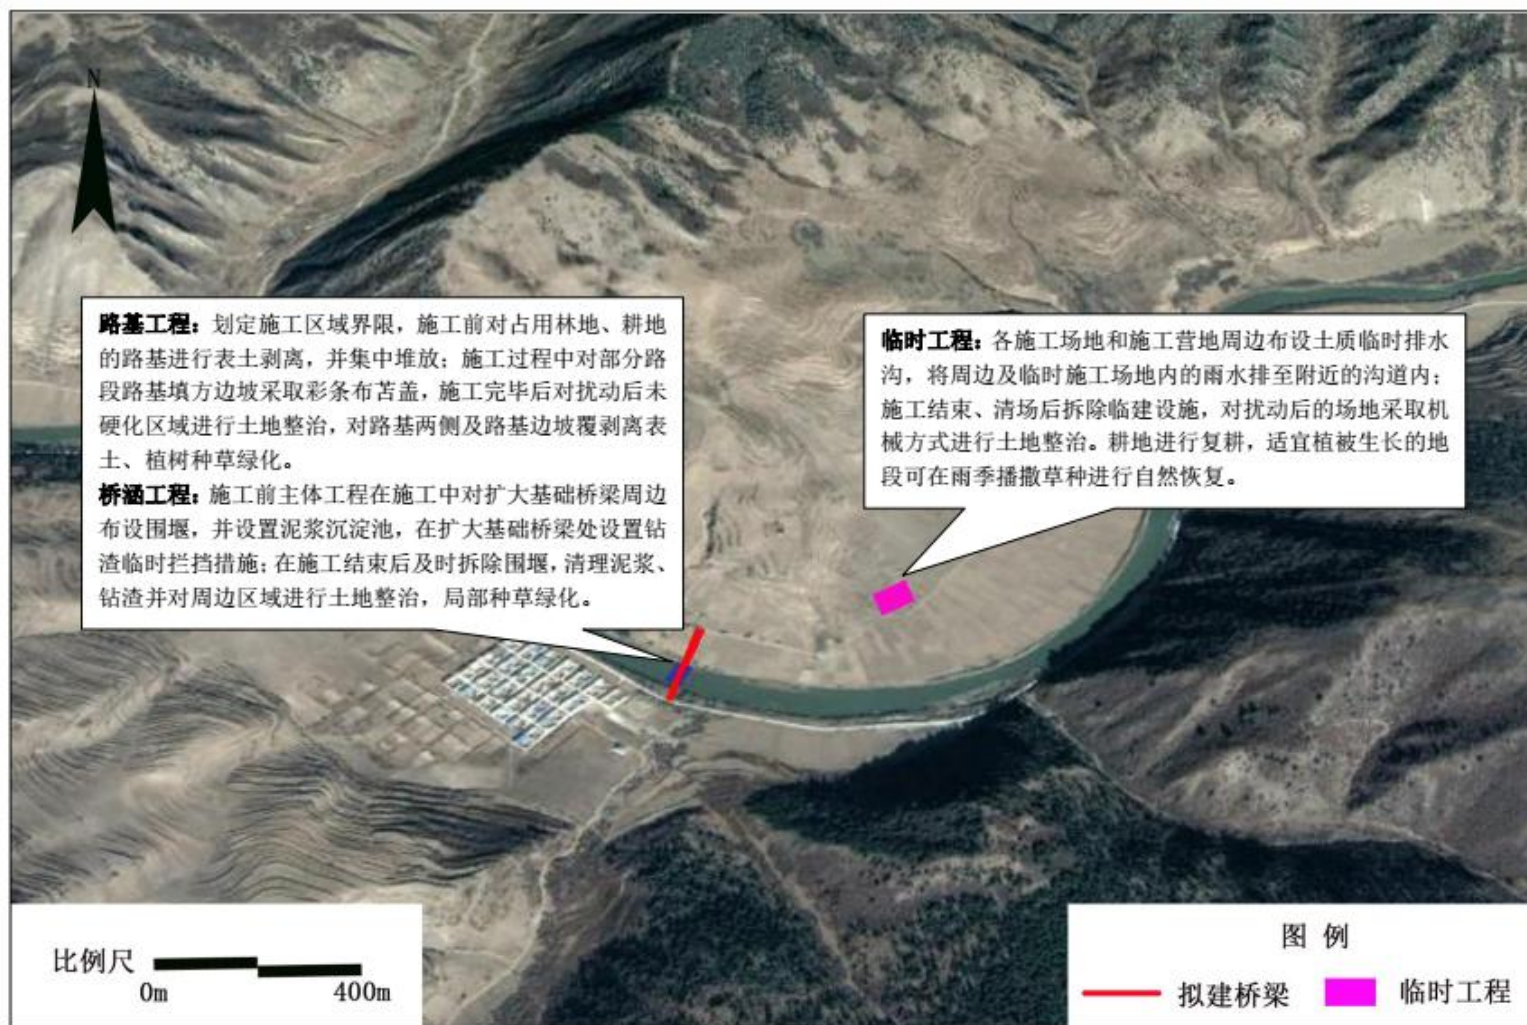 N
路基工程：划定施工区域界限，施工前对占用林地、耕地
的路基进行表土剥离，并集中堆放；施工过程中对部分路
段路基填方边坡采取彩条布苫盖，施工完毕后对扰动后未
硬化区域进行土地整治，对路基两侧及路基边坡覆剥离表
土、植树种草绿化。
桥涵工程：施工前主体工程在施工中对扩大基础桥梁周边
布设围堰，并设置泥浆沉淀池，在扩大基础桥梁处设置钻
渣临时拦挡措施；在施工结束后及时拆除围堰，清理泥浆、
钻渣并对周边区域进行土地整治，局部种草绿化。
临时工程：各施工场地和施工营地周边布设土质临时排水
沟，将周边及临时施工场地内的雨水排至附近的沟道内；
施工结束、清场后拆除临建设施，对扰动后的场地采取机
械方式进行土地整治。耕地进行复耕，适宜植被生长的地
段可在雨季播撒草种进行自然恢复。
比例尺
0m 400m
图 例
拟建桥梁 临时工程